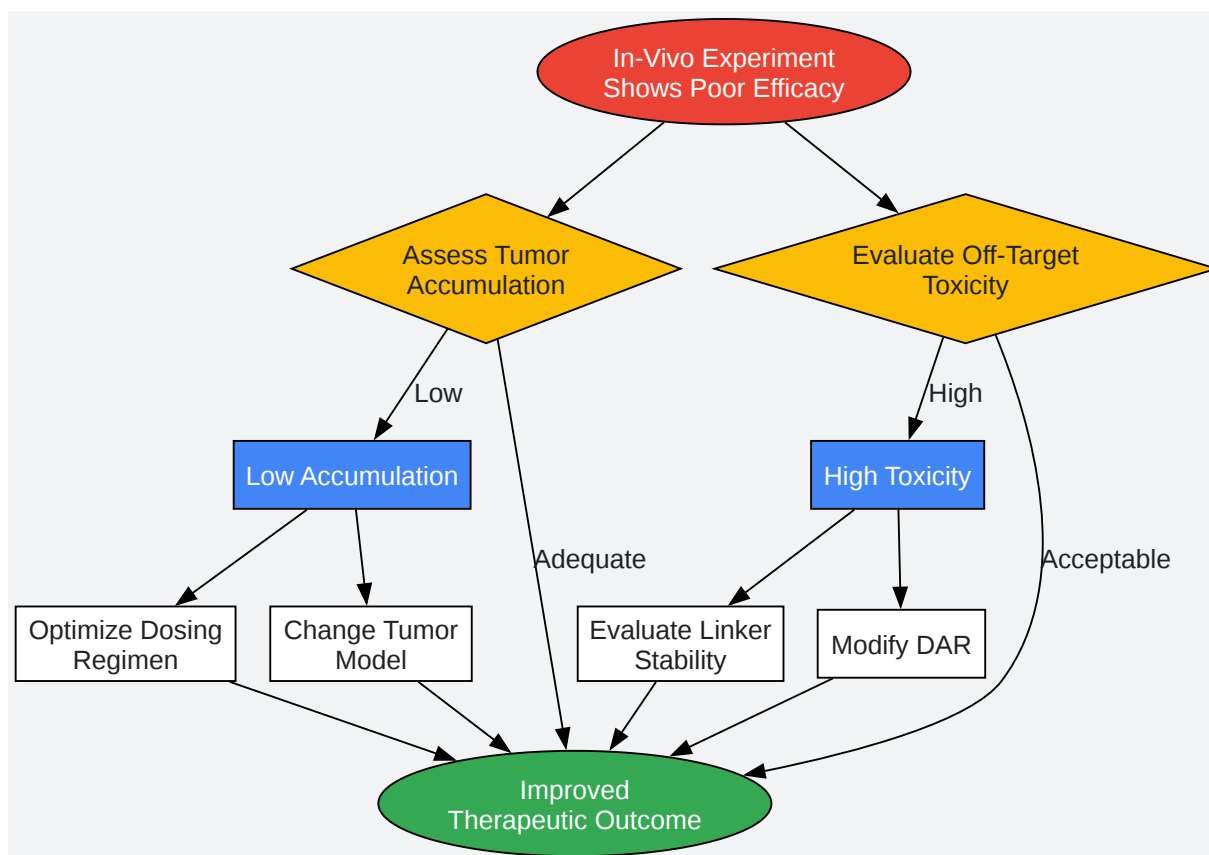 In-Vivo Experiment
Shows Poor Efficacy
Assess Tumor
Accumulation
Evaluate Off-Target
Toxicity
Low
High
Low Accumulation
High Toxicity
Adequate
Acceptable
Optimize Dosing
Regimen
Change Tumor
Model
Evaluate Linker
Stability
Modify DAR
Improved
Therapeutic Outcome